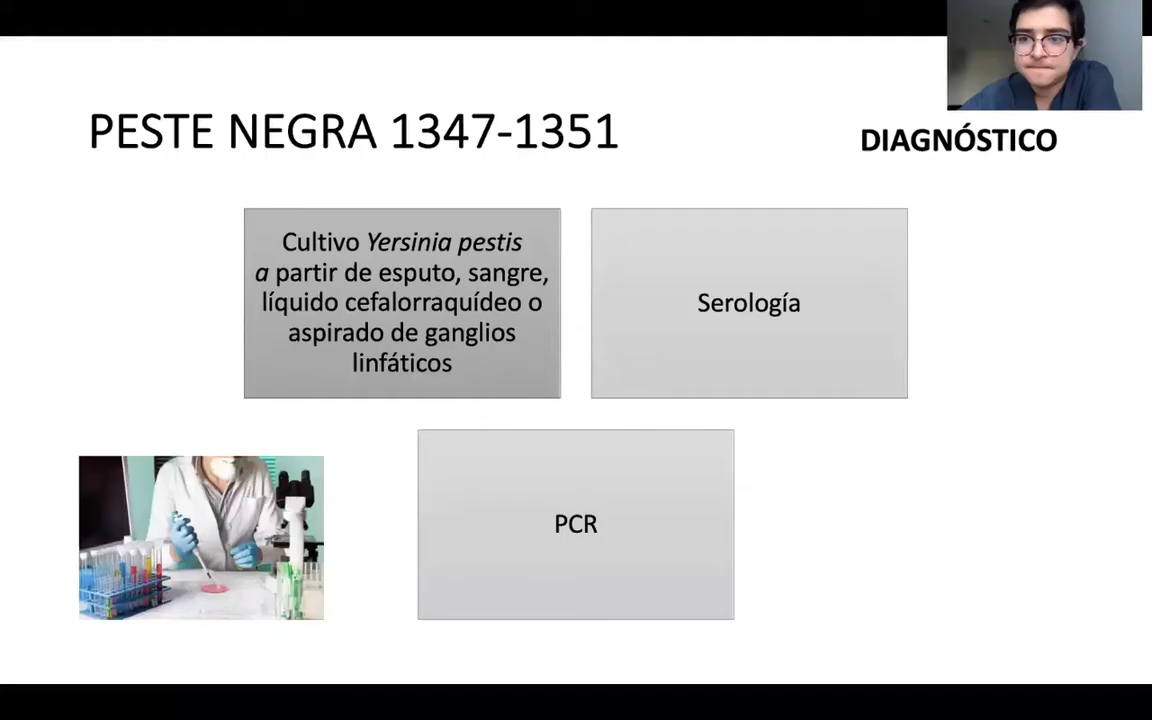 PESTE NEGRA 1347-1351
DIAGNÓSTICO
Cultivo Yersinia pestis
a partir de esputo, sangre,
líquido cefalorraquídeo o
aspirado de ganglios
linfáticos
Serología
PCR